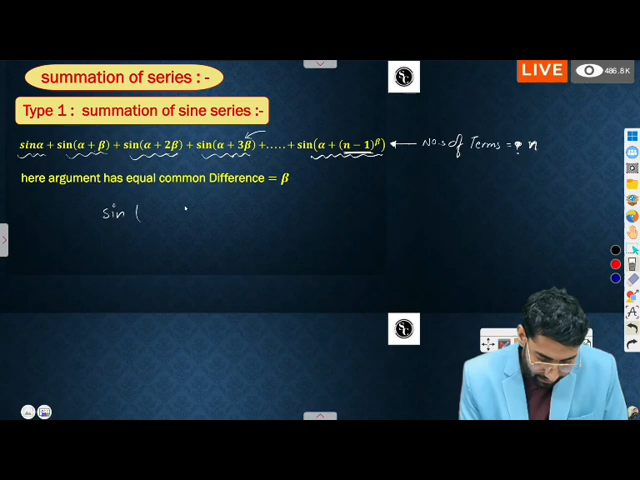 summation of series : -
LIVE
486.8K
Type 1 : summation of sine series :-
sinα + sin(α + β) + sin(α + 2β) + sin(α + 3β) + ..... + sin(α + (n − 1)β) ← No.s of Terms = n
here argument has equal common Difference = β
sin (